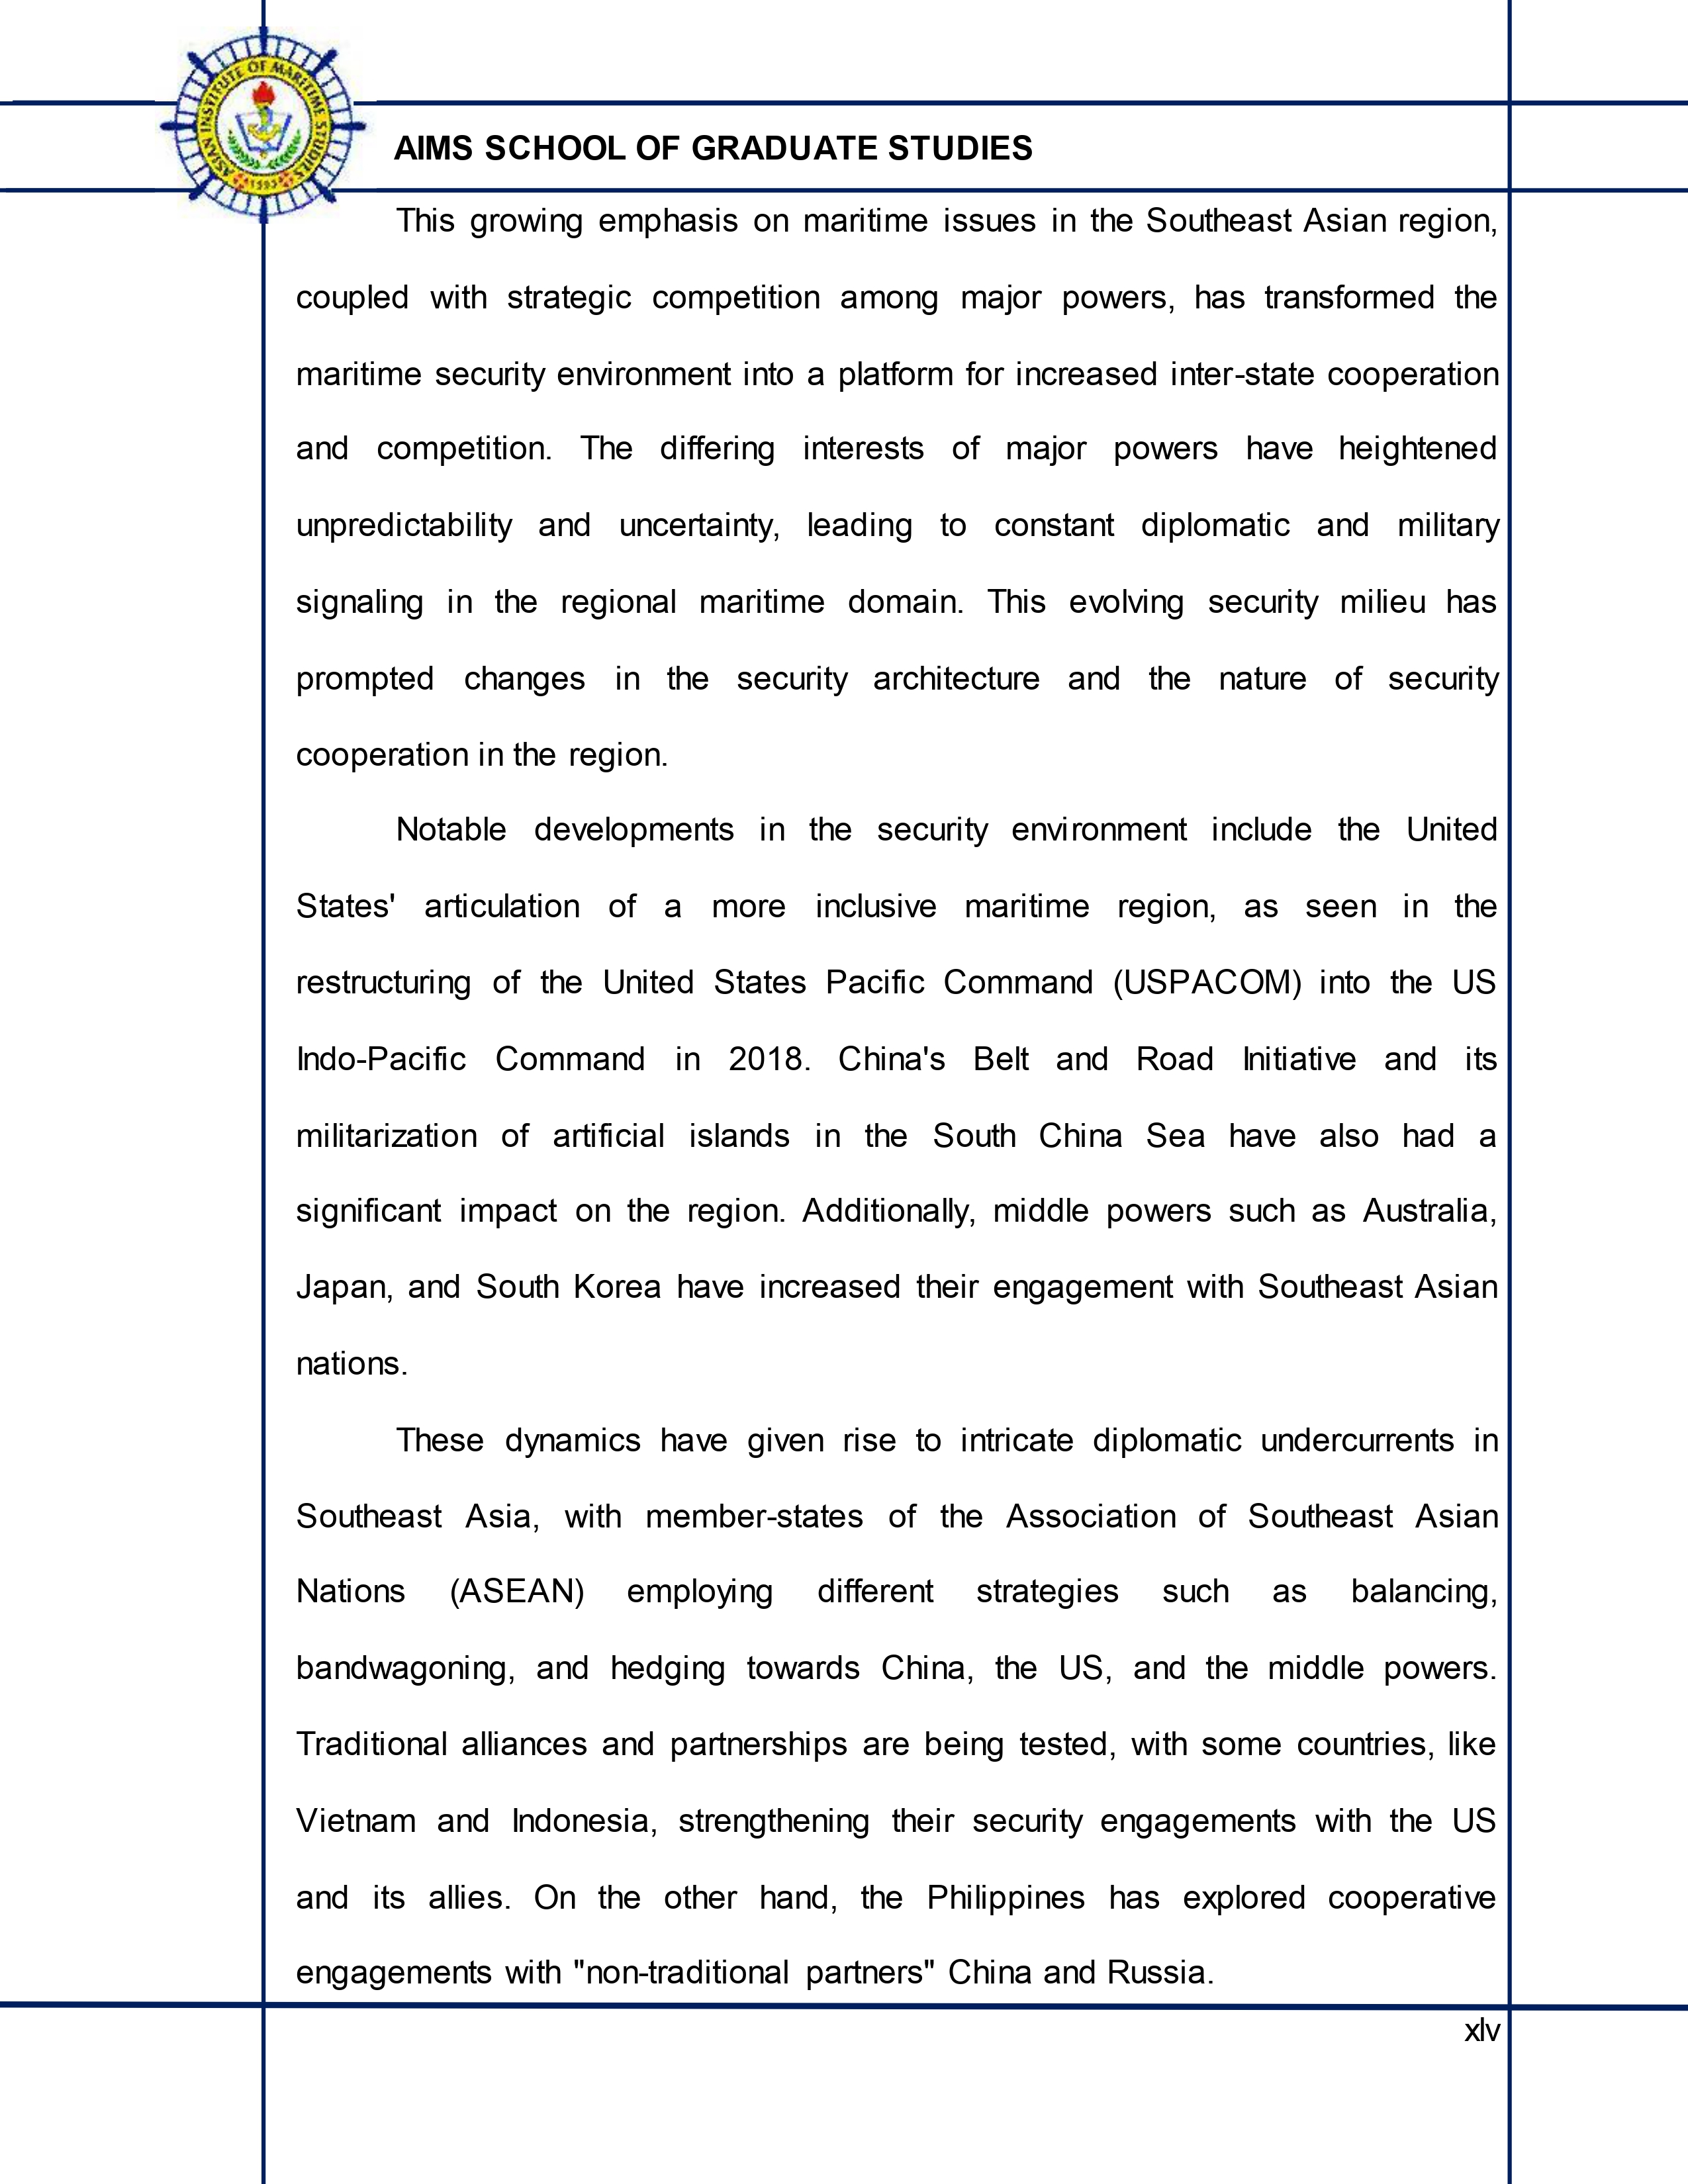 ASIAN INSTITUTE OF MARITIME STUDIES
1993
AIMS SCHOOL OF GRADUATE STUDIES
This growing emphasis on maritime issues in the Southeast Asian region,
coupled with strategic competition among major powers, has transformed the
maritime security environment into a platform for increased inter-state cooperation
and competition. The differing interests of major powers have heightened
unpredictability and uncertainty, leading to constant diplomatic and military
signaling in the regional maritime domain. This evolving security milieu has
prompted changes in the security architecture and the nature of security
cooperation in the region.
Notable developments in the security environment include the United
States' articulation of a more inclusive maritime region, as seen in the
restructuring of the United States Pacific Command (USPACOM) into the US
Indo-Pacific Command in 2018. China's Belt and Road Initiative and its
militarization of artificial islands in the South China Sea have also had a
significant impact on the region. Additionally, middle powers such as Australia,
Japan, and South Korea have increased their engagement with Southeast Asian
nations.
These dynamics have given rise to intricate diplomatic undercurrents in
Southeast Asia, with member-states of the Association of Southeast Asian
Nations (ASEAN) employing different strategies such as balancing,
bandwagoning, and hedging towards China, the US, and the middle powers.
Traditional alliances and partnerships are being tested, with some countries, like
Vietnam and Indonesia, strengthening their security engagements with the US
and its allies. On the other hand, the Philippines has explored cooperative
engagements with "non-traditional partners" China and Russia.
xlv